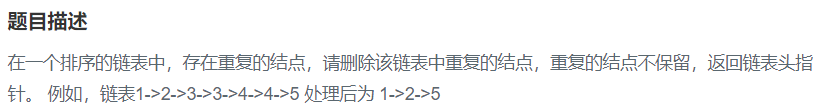 题目描述
在一个排序的链表中，存在重复的结点，请删除该链表中重复的结点，重复的结点不保留，返回链表头指
针。 例如，链表1->2->3->3->4->4->5 处理后为 1->2->5